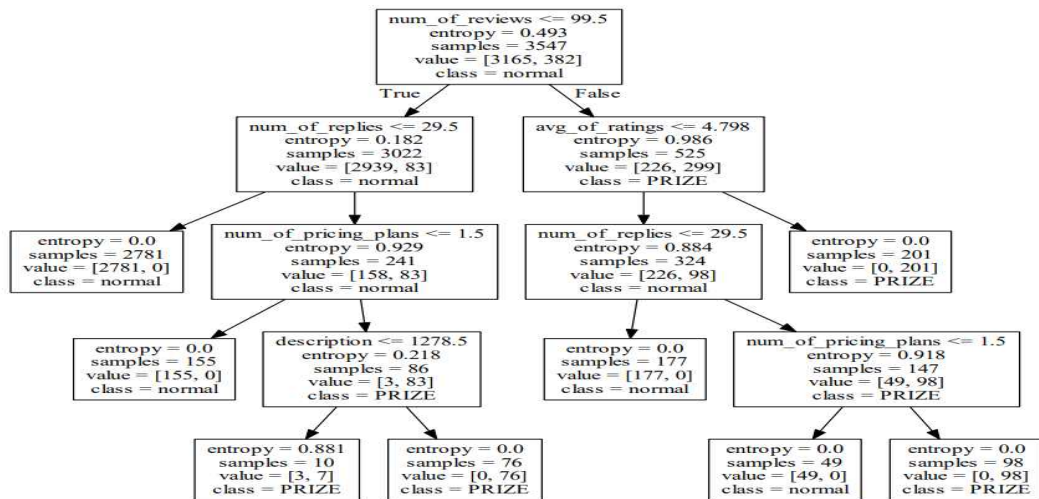 num_of_reviews <= 99.5
entropy = 0.493
samples = 3547
value = [3165, 382]
class = normal
True
False
num_of_replies <= 29.5
entropy = 0.182
samples = 3022
value = [2939, 83]
class = normal
avg_of_ratings <= 4.798
entropy = 0.986
samples = 525
value = [226, 299]
class = PRIZE
entropy = 0.0
samples = 2781
value = [2781, 0]
class = normal
num_of_pricing_plans <= 1.5
entropy = 0.929
samples = 241
value = [158, 83]
class = normal
num_of_replies <= 29.5
entropy = 0.884
samples = 324
value = [226, 98]
class = normal
entropy = 0.0
samples = 201
value = [0, 201]
class = PRIZE
entropy = 0.0
samples = 155
value = [155, 0]
class = normal
description <= 1278.5
entropy = 0.218
samples = 86
value = [3, 83]
class = PRIZE
entropy = 0.0
samples = 177
value = [177, 0]
class = normal
num_of_pricing_plans <= 1.5
entropy = 0.918
samples = 147
value = [49, 98]
class = PRIZE
entropy = 0.881
samples = 10
value = [3, 7]
class = PRIZE
entropy = 0.0
samples = 76
value = [0, 76]
class = PRIZE
entropy = 0.0
samples = 49
value = [49, 0]
class = normal
entropy = 0.0
samples = 98
value = [0, 98]
class = PRIZE